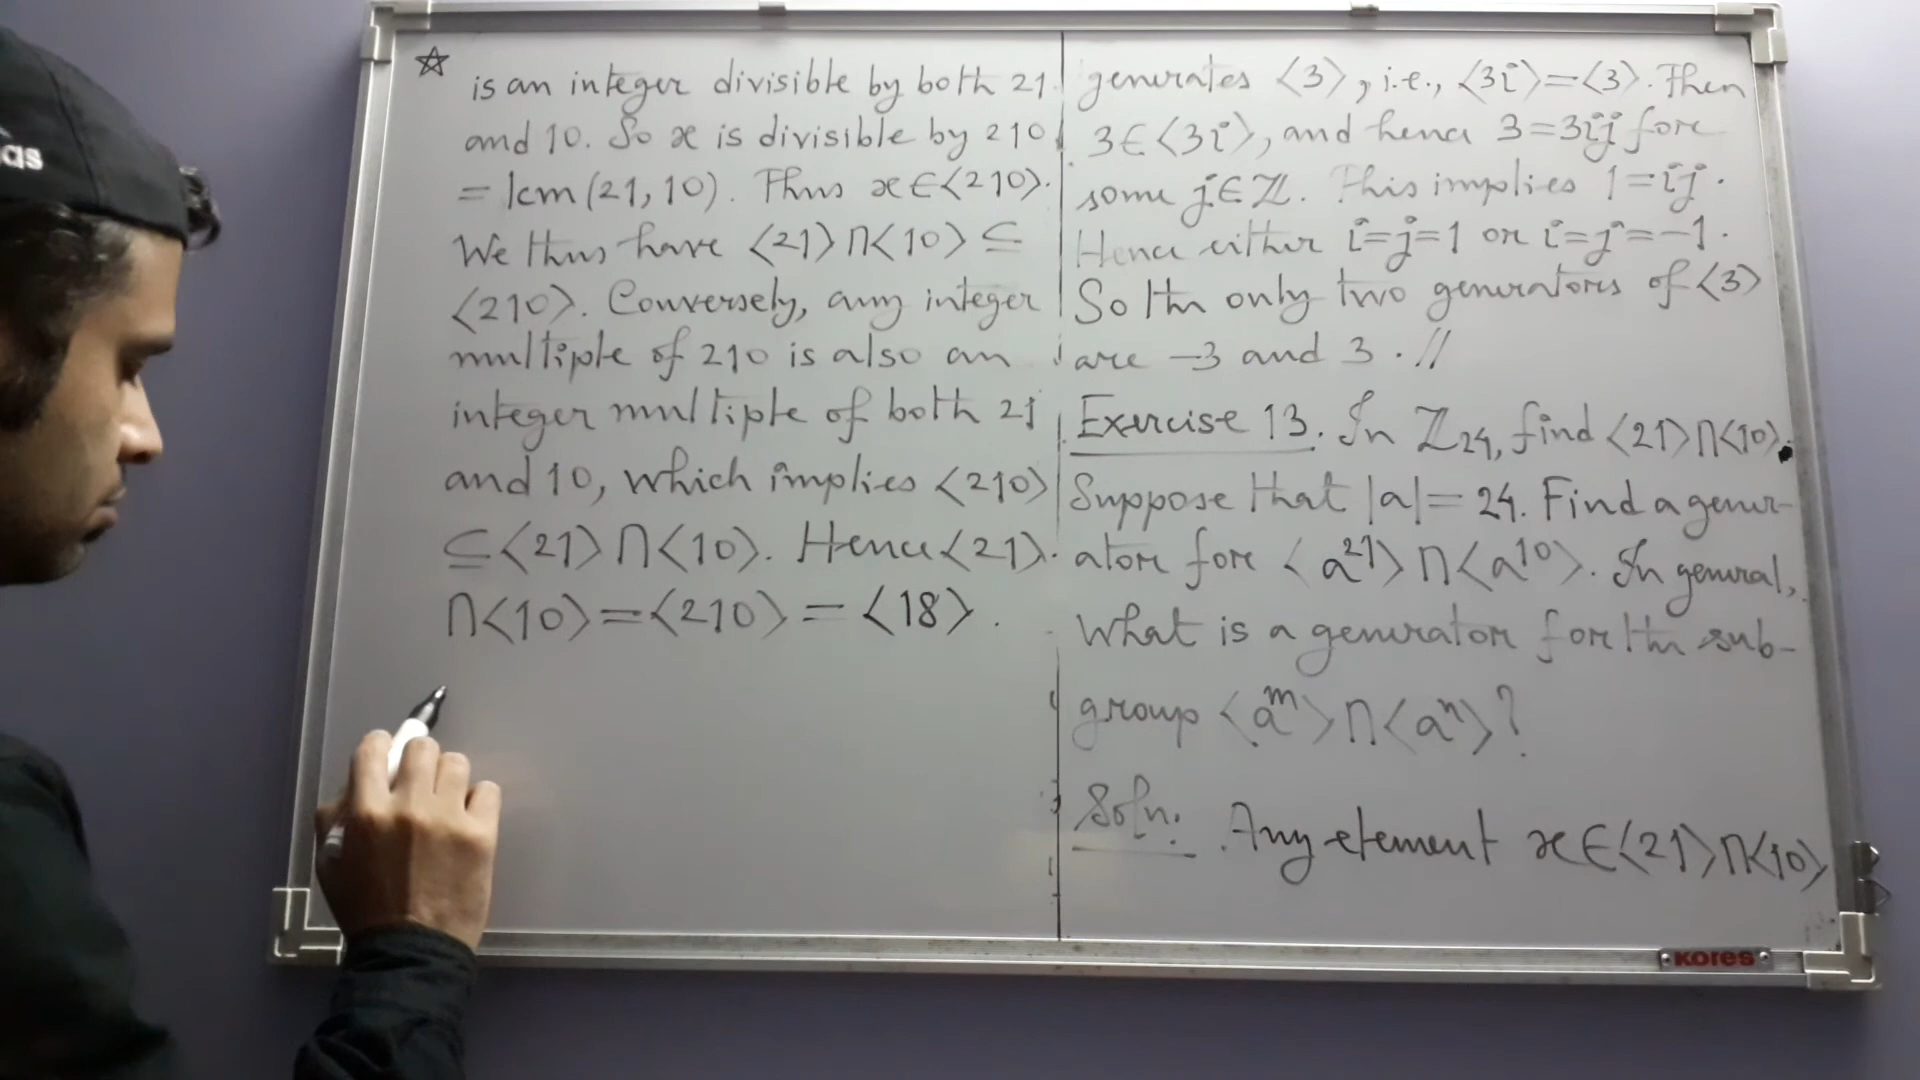 is an integer divisible by both 21
and 10. So x is divisible by 210
= lcm (21, 10). Thus x ∈ ⟨210⟩.
We thus have ⟨21⟩ ∩ ⟨10⟩ ⊆
⟨210⟩. Conversely, any integer
multiple of 210 is also an
integer multiple of both 21
and 10, which implies ⟨210⟩
⊆ ⟨21⟩ ∩ ⟨10⟩. Hence ⟨21⟩
∩ ⟨10⟩ = ⟨210⟩ = ⟨18⟩.
generates ⟨3⟩, i.e., ⟨3i⟩ = ⟨3⟩. Then
3 ∈ ⟨3i⟩, and hence 3 = 3ij for
some j ∈ ℤ. This implies 1 = ij.
Hence either i = j = 1 or i = j = −1.
So the only two generators of ⟨3⟩
are −3 and 3. //
Exercise 13. In ℤ₂₄, find ⟨21⟩ ∩ ⟨10⟩.
Suppose that |a| = 24. Find a gener-
ator for ⟨a²¹⟩ ∩ ⟨a¹⁰⟩. In general,
what is a generator for the sub-
group ⟨aᵐ⟩ ∩ ⟨aⁿ⟩?
Soln. Any element x ∈ ⟨21⟩ ∩ ⟨10⟩
KORES
as